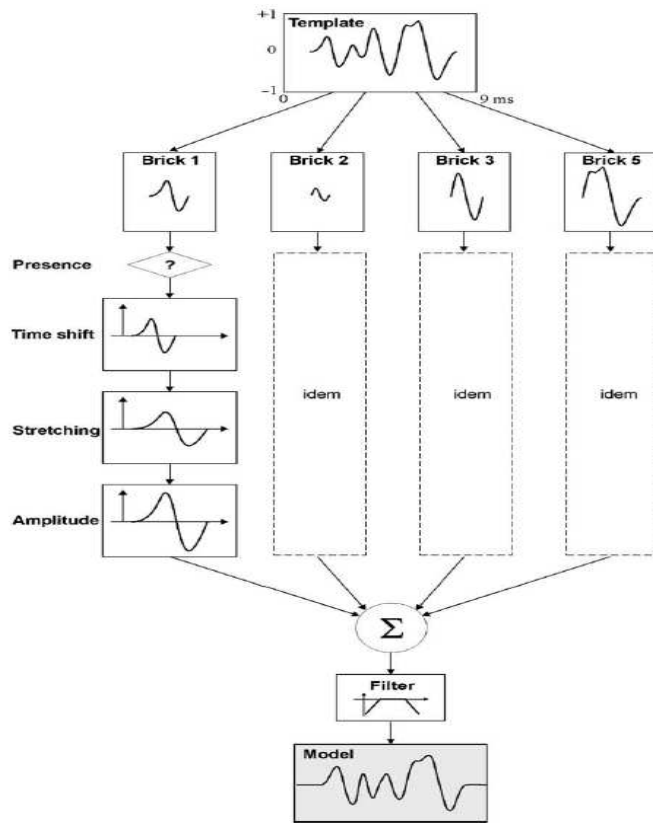 +1
Template
0
−1
0
9 ms
Brick 1
Brick 2
Brick 3
Brick 5
Presence
?
Time shift
Stretching
Amplitude
idem
idem
idem
Σ
Filter
Model